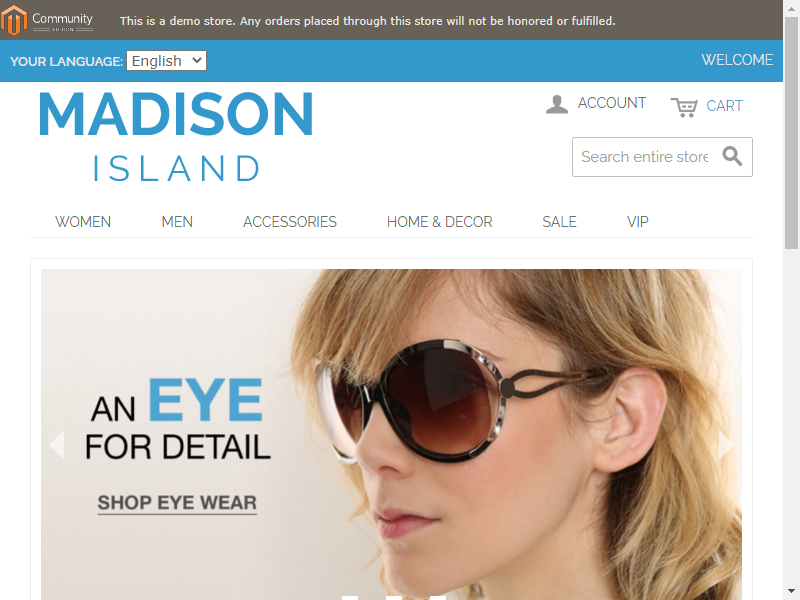 Community
This is a demo store. Any orders placed through this store will not be honored or fulfilled.
YOUR LANGUAGE: English
WELCOME
MADISON
ISLAND
ACCOUNT
CART
Search entire store
WOMEN MEN ACCESSORIES HOME & DECOR SALE VIP
AN EYE
FOR DETAIL
SHOP EYE WEAR